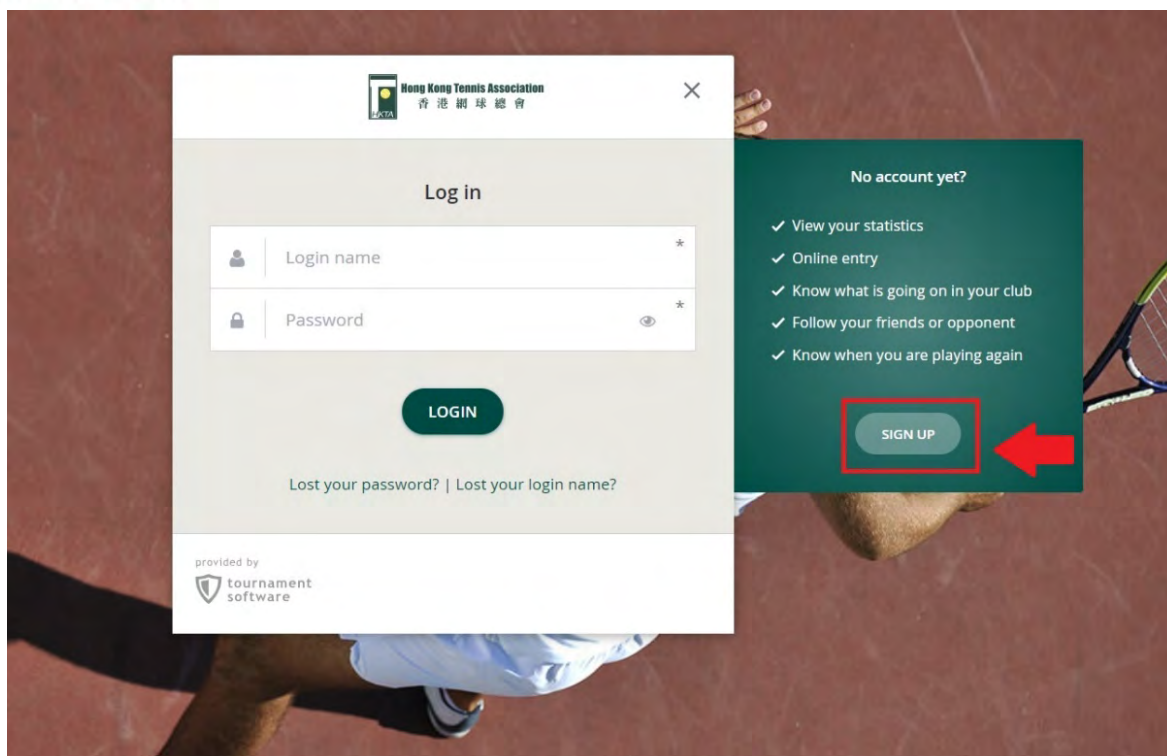 Hong Kong Tennis Association
香港網球總會
HKTA
Log in
Login name *
Password *
LOGIN
Lost your password? | Lost your login name?
provided by
tournament
software
No account yet?
View your statistics
Online entry
Know what is going on in your club
Follow your friends or opponent
Know when you are playing again
SIGN UP